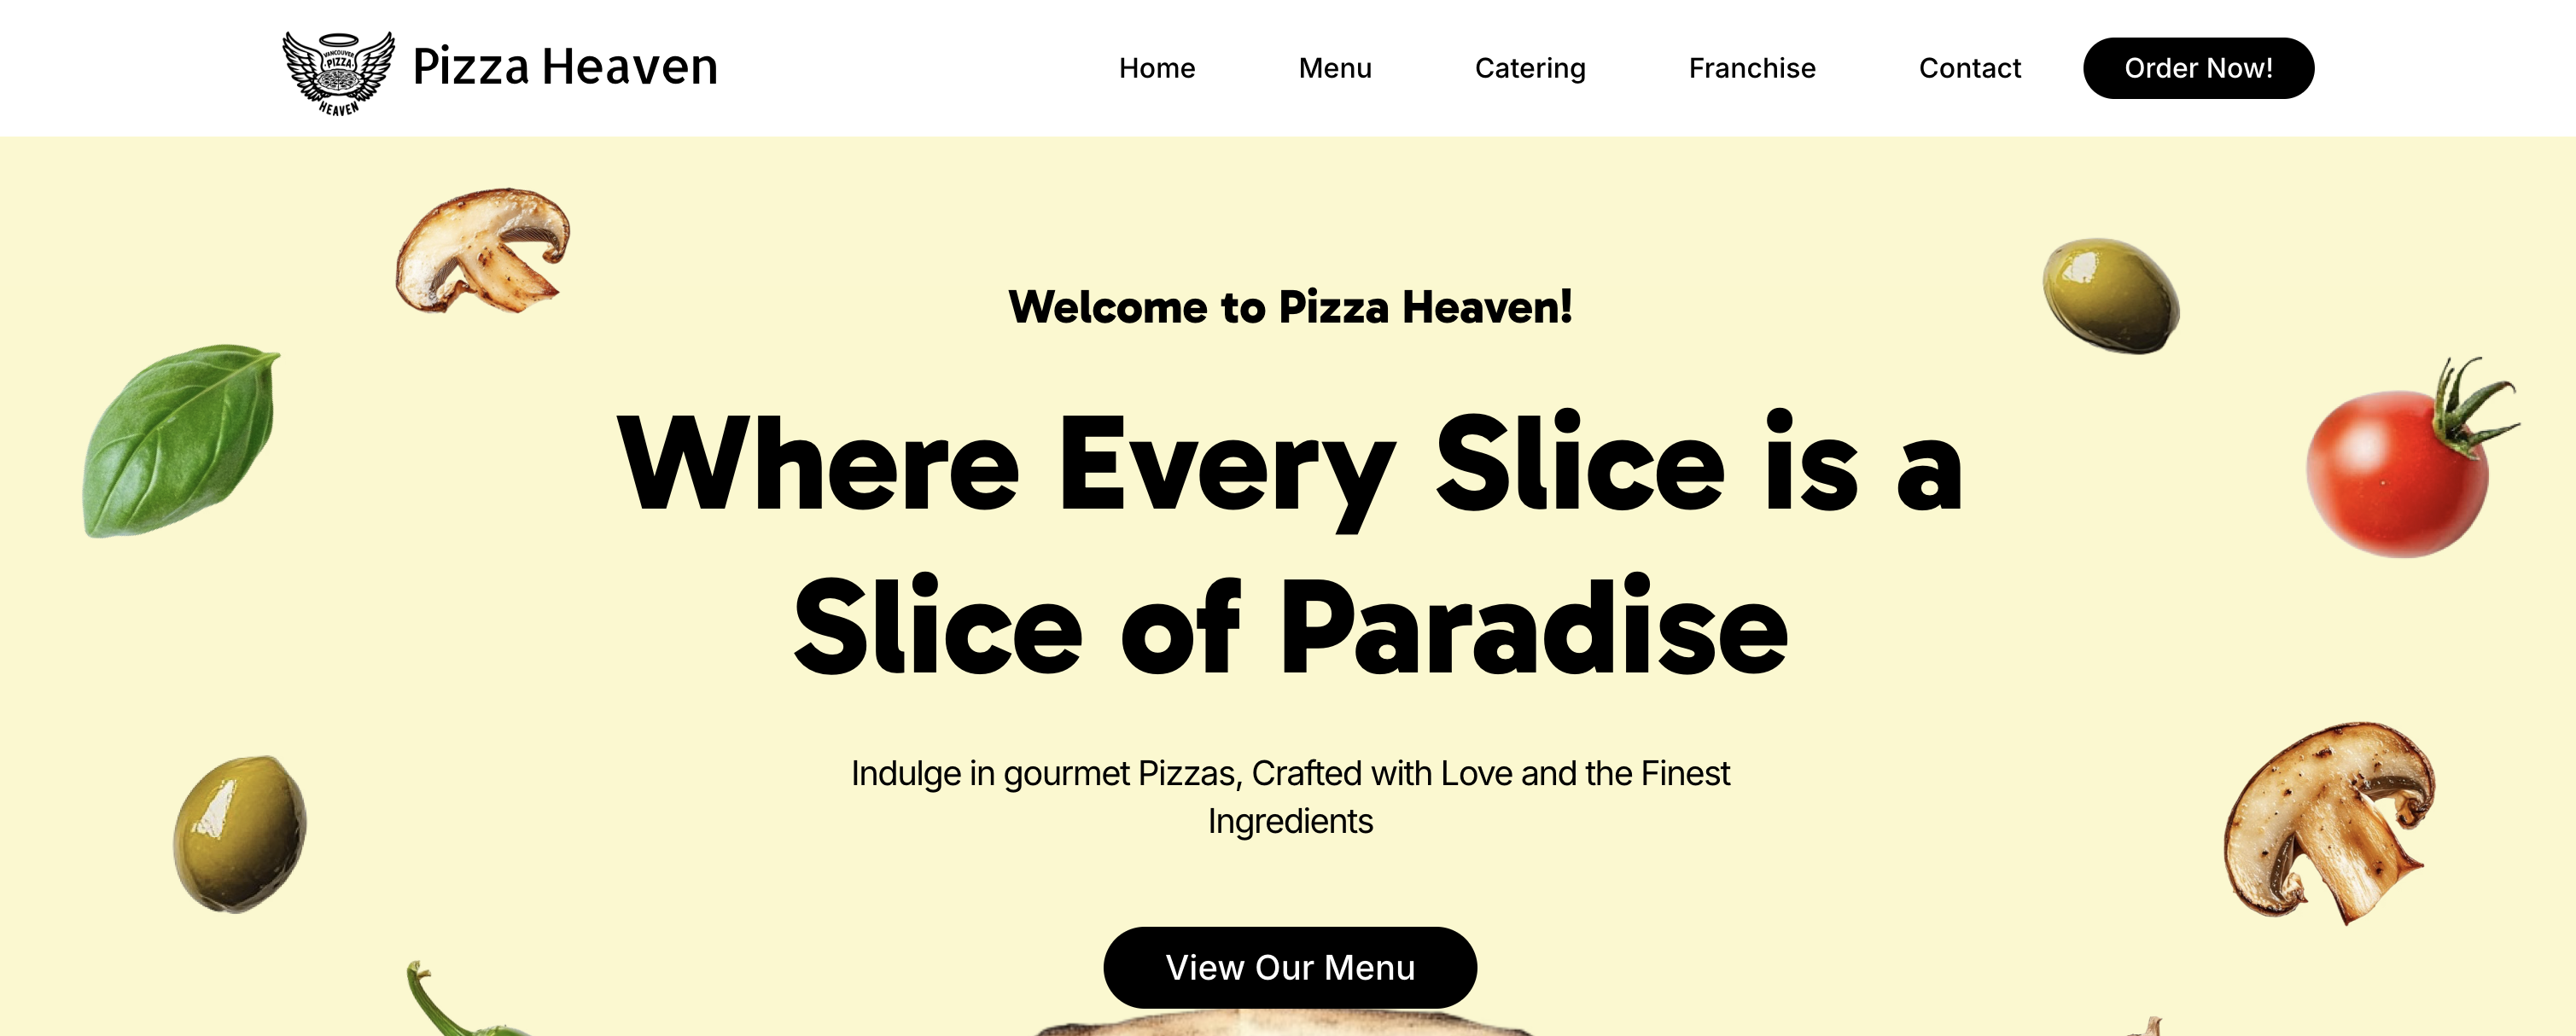 VANCOUVER
PIZZA
HEAVEN
Pizza Heaven
Home
Menu
Catering
Franchise
Contact
Order Now!
Welcome to Pizza Heaven!
Where Every Slice is a
Slice of Paradise
Indulge in gourmet Pizzas, Crafted with Love and the Finest
Ingredients
View Our Menu